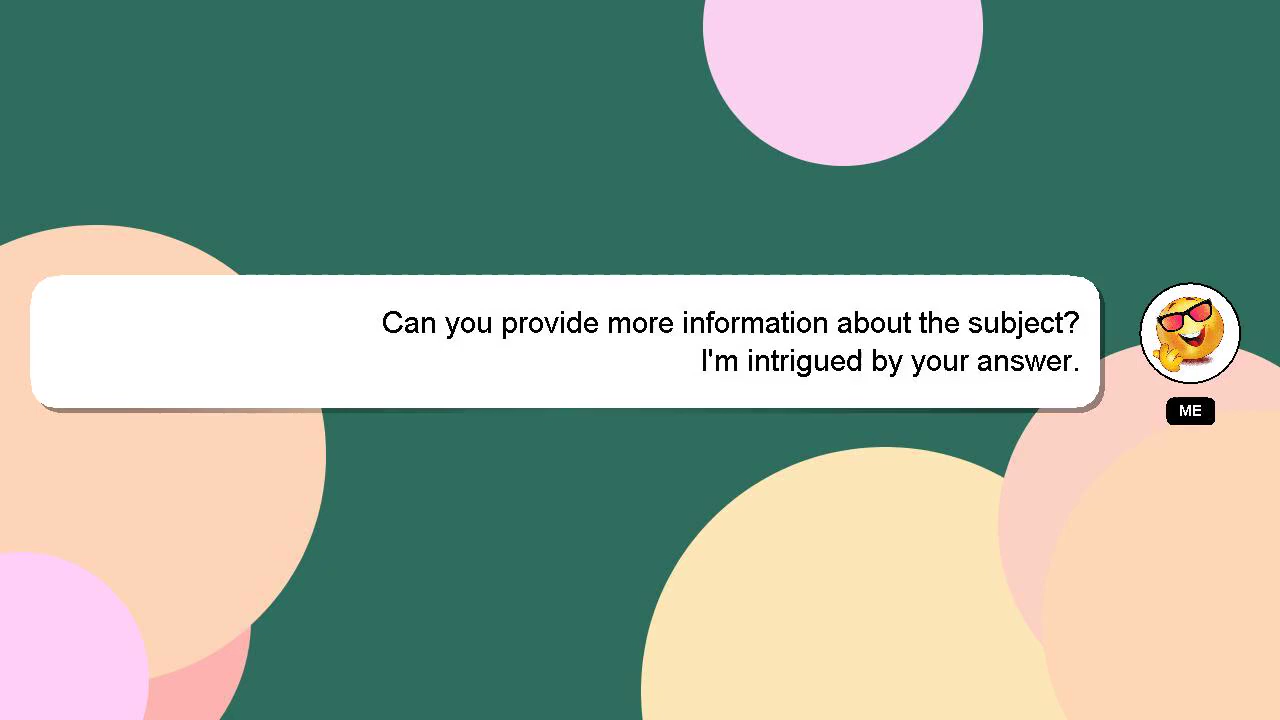 Can you provide more information about the subject?
I'm intrigued by your answer.
ME